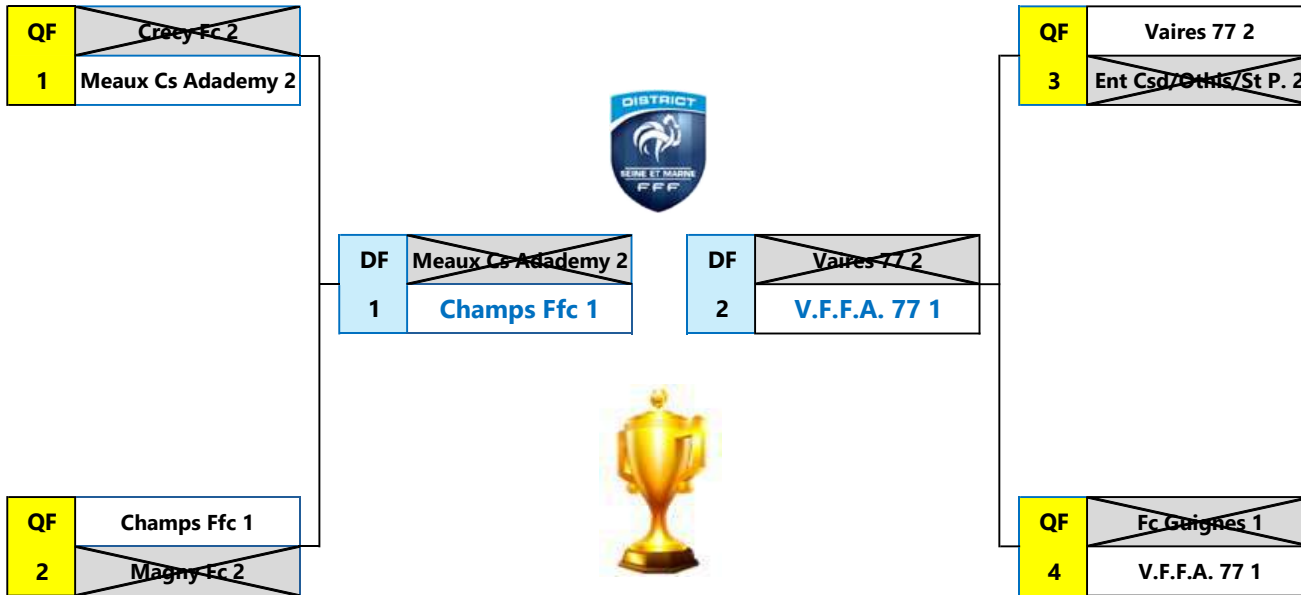 QF
1
Crécy Fc 2
Meaux Cs Adademy 2
QF
3
Vaires 77 2
Ent Csd/Othis/St P. 2
DISTRICT
SEINE ET MARNE
FFF
DF
1
Meaux Cs Adademy 2
Champs Ffc 1
DF
2
Vaires 77 2
V.F.F.A. 77 1
QF
2
Champs Ffc 1
Magny Fc 2
QF
4
Fc Guignes 1
V.F.F.A. 77 1